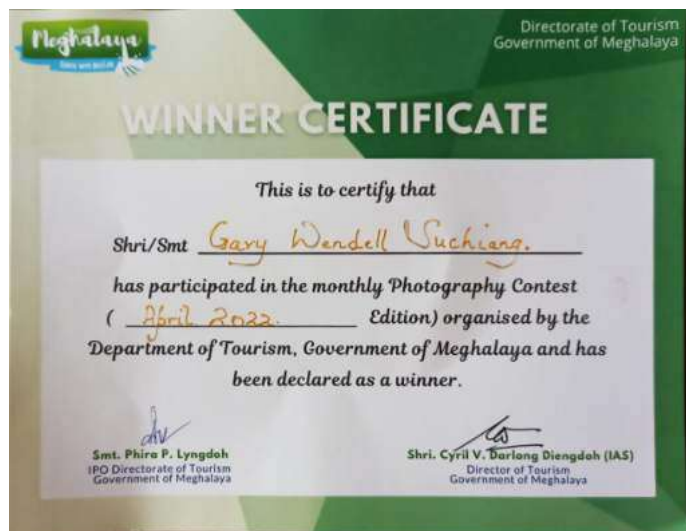 Meghalaya
Directorate of Tourism
Government of Meghalaya
WINNER CERTIFICATE
This is to certify that
Shri/Smt Gary Wendell Suchiang.
has participated in the monthly Photography Contest
( April 2022. Edition) organised by the
Department of Tourism, Government of Meghalaya and has
been declared as a winner.
Smt. Phira P. Lyngdoh
IPO Directorate of Tourism
Government of Meghalaya
Shri. Cyril V. Darlong Diengdoh (IAS)
Director of Tourism
Government of Meghalaya